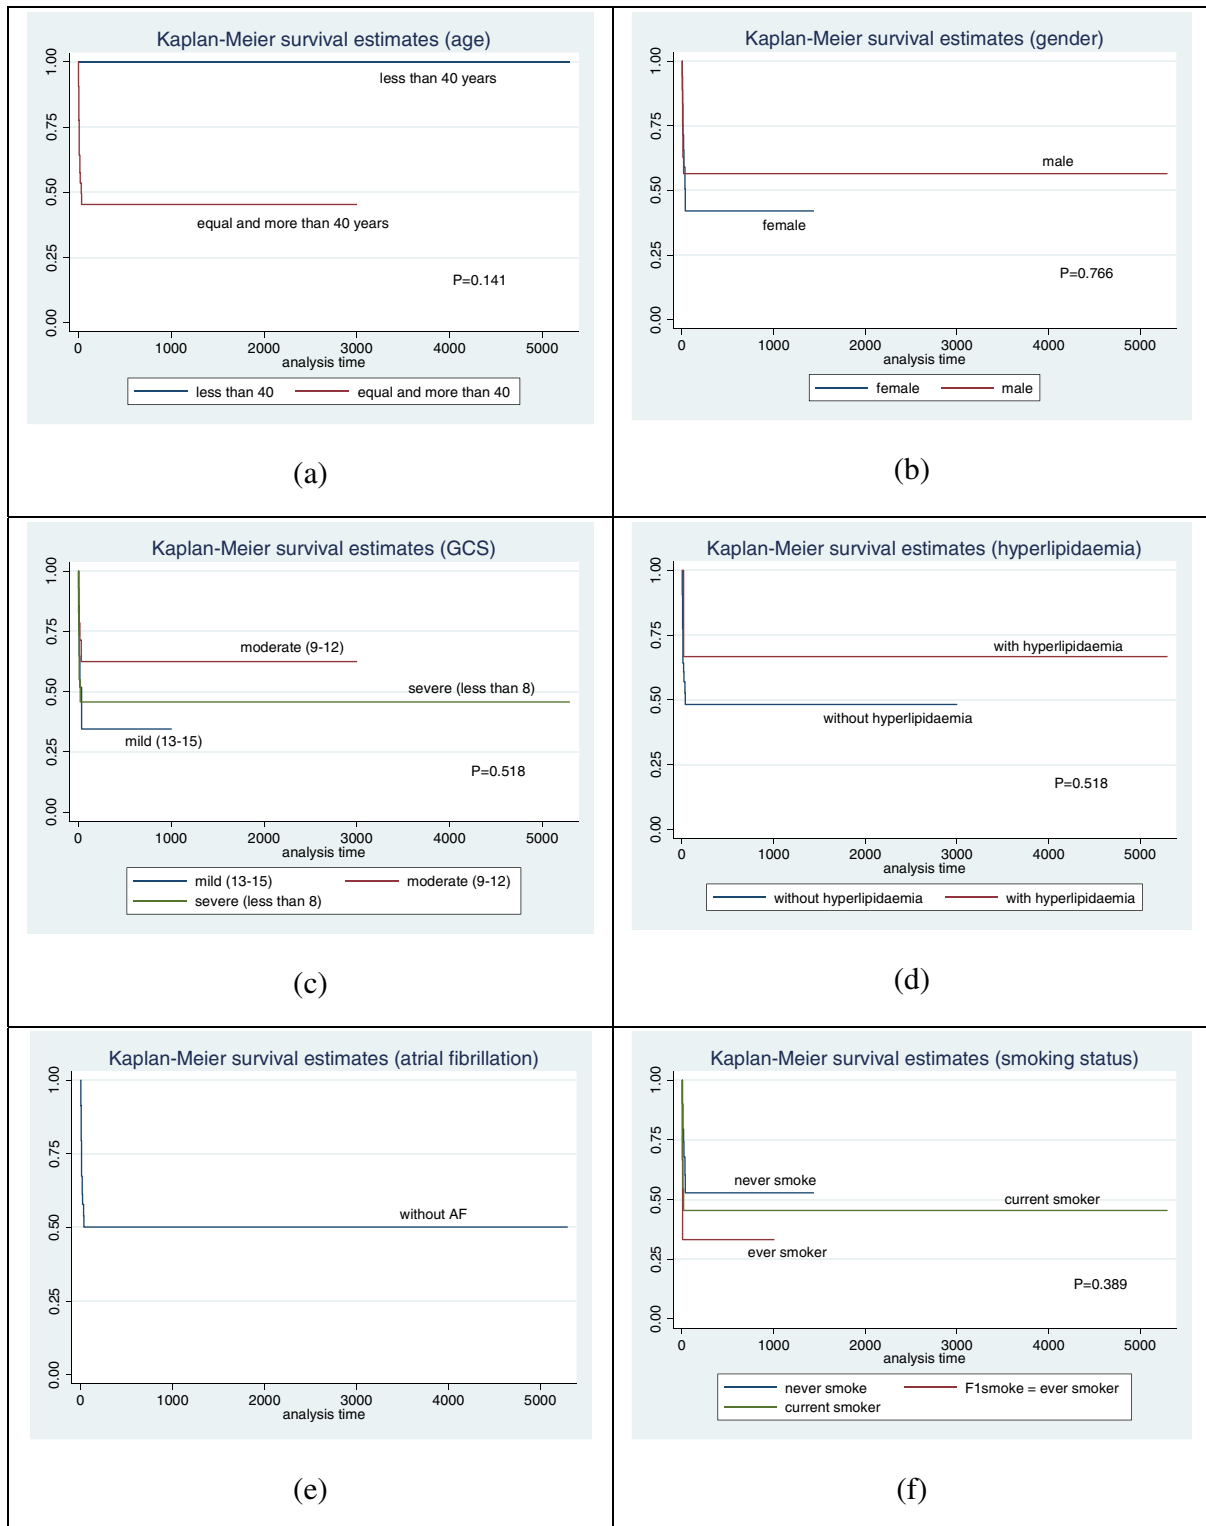 Kaplan-Meier survival estimates (age)
1.00
0.75
0.50
0.25
0.00
less than 40 years
equal and more than 40 years
P=0.141
0 1000 2000 3000 4000 5000
analysis time
less than 40 equal and more than 40
(a)
Kaplan-Meier survival estimates (gender)
1.00
0.75
0.50
0.25
0.00
male
female
P=0.766
0 1000 2000 3000 4000 5000
analysis time
female male
(b)
Kaplan-Meier survival estimates (GCS)
1.00
0.75
0.50
0.25
0.00
moderate (9-12)
severe (less than 8)
mild (13-15)
P=0.518
0 1000 2000 3000 4000 5000
analysis time
mild (13-15) moderate (9-12)
severe (less than 8)
(c)
Kaplan-Meier survival estimates (hyperlipidaemia)
1.00
0.75
0.50
0.25
0.00
with hyperlipidaemia
without hyperlipidaemia
P=0.518
0 1000 2000 3000 4000 5000
analysis time
without hyperlipidaemia with hyperlipidaemia
(d)
Kaplan-Meier survival estimates (atrial fibrillation)
1.00
0.75
0.50
0.25
0.00
without AF
0 1000 2000 3000 4000 5000
analysis time
(e)
Kaplan-Meier survival estimates (smoking status)
1.00
0.75
0.50
0.25
0.00
never smoke
current smoker
ever smoker
P=0.389
0 1000 2000 3000 4000 5000
analysis time
never smoke F1smoke = ever smoker
current smoker
(f)